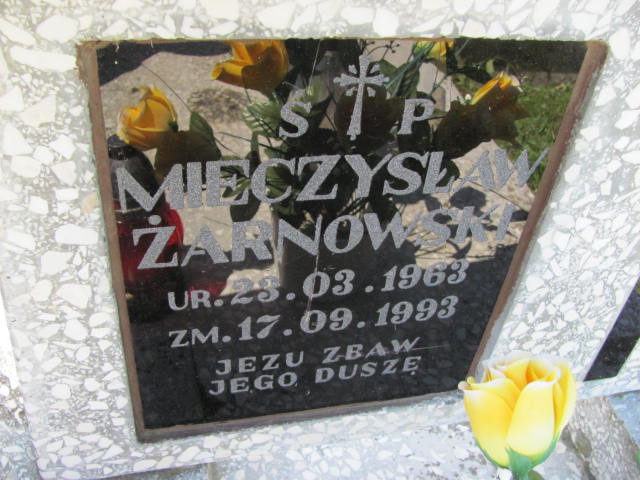 Ś P
MIECZYSŁAW
ŻARNOWSKI
UR. 23.03.1963
ZM. 17.09.1993
JEZU ZBAW
JEGO DUSZĘ